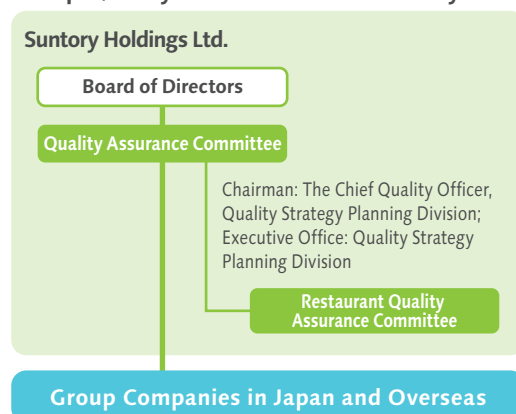 Suntory Holdings Ltd.
Board of Directors
Quality Assurance Committee
Chairman: The Chief Quality Officer,
Quality Strategy Planning Division;
Executive Office: Quality Strategy
Planning Division
Restaurant Quality
Assurance Committee
Group Companies in Japan and Overseas